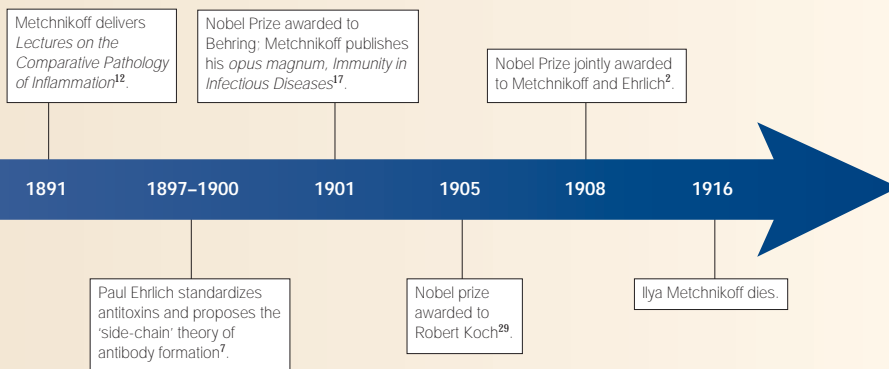 Metchnikoff delivers
Lectures on the
Comparative Pathology
of Inflammation12.
Nobel Prize awarded to
Behring; Metchnikoff publishes
his opus magnum, Immunity in
Infectious Diseases17.
Nobel Prize jointly awarded
to Metchnikoff and Ehrlich2.
1891 1897–1900 1901 1905 1908 1916
Paul Ehrlich standardizes
antitoxins and proposes the
‘side-chain’ theory of
antibody formation7.
Nobel prize
awarded to
Robert Koch29.
Ilya Metchnikoff dies.